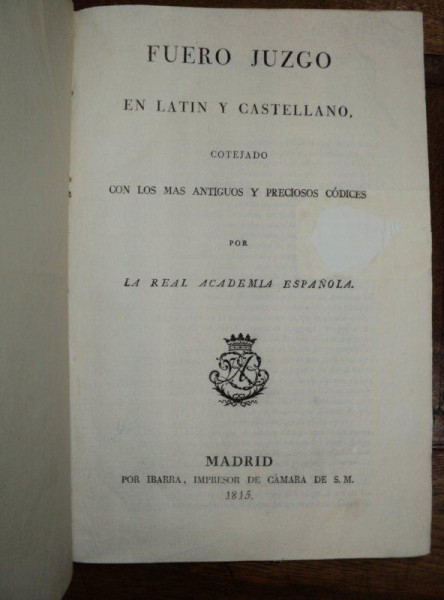 FUERO JUZGO
EN LATIN Y CASTELLANO,
COTEJADO
CON LOS MAS ANTIGUOS Y PRECIOSOS CÓDICES
POR
LA REAL ACADEMIA ESPAÑOLA.
MADRID
POR IBARRA, IMPRESOR DE CÁMARA DE S. M.
1815.